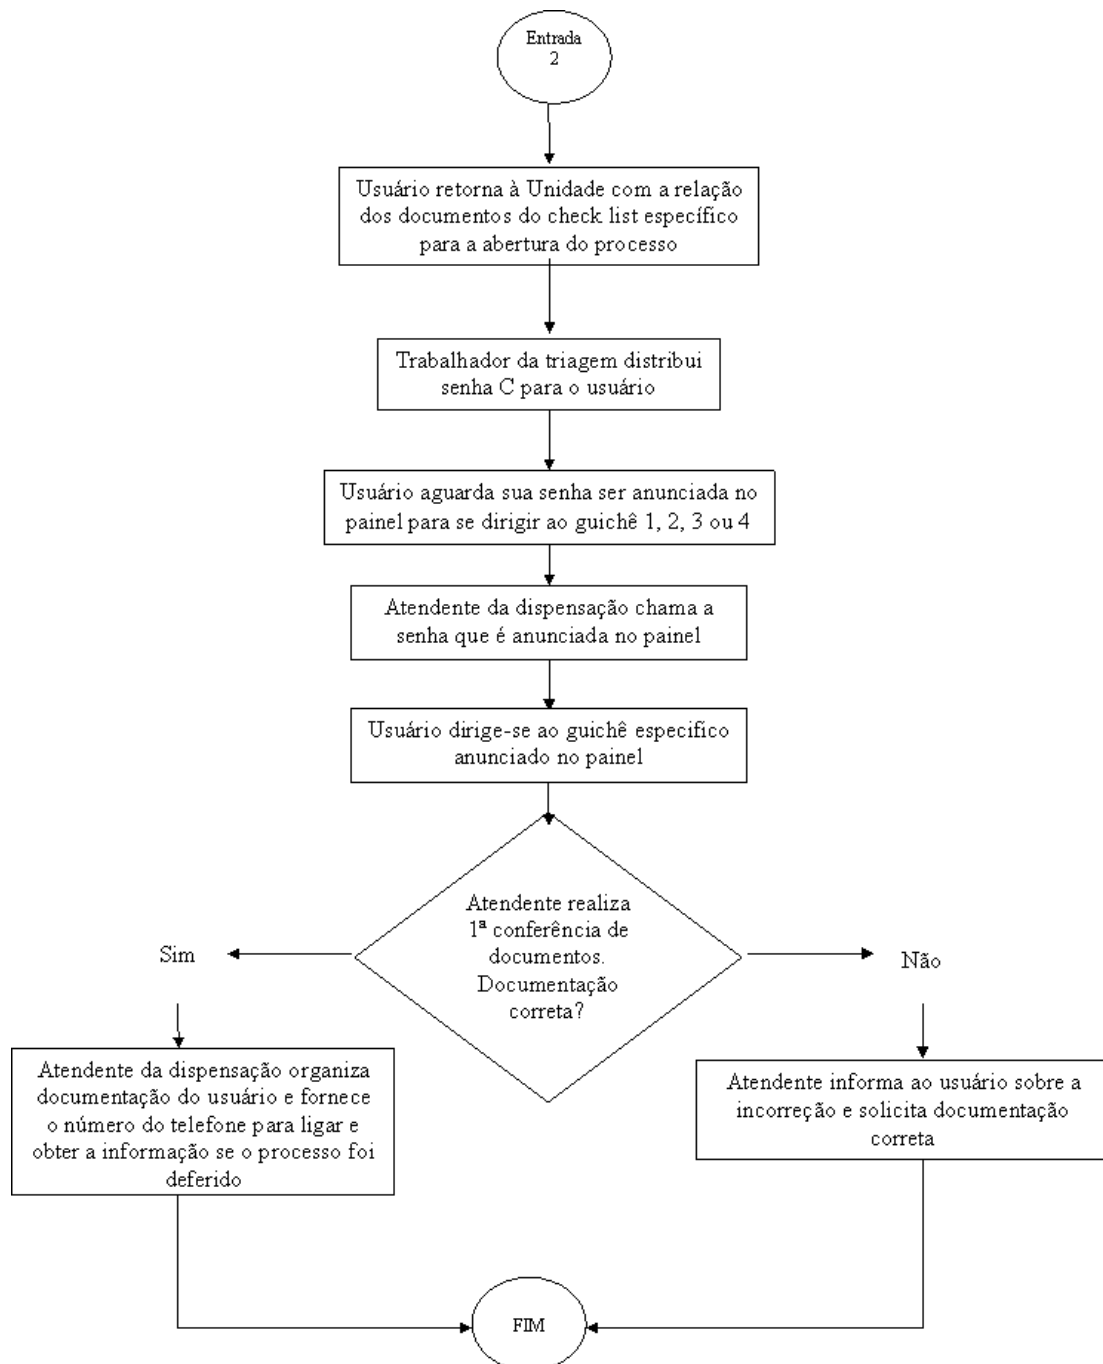 Entrada
2
Usuário retorna à Unidade com a relação
dos documentos do check list específico
para a abertura do processo
Trabalhador da triagem distribui
senha C para o usuário
Usuário aguarda sua senha ser anunciada no
painel para se dirigir ao guichê 1, 2, 3 ou 4
Atendente da dispensação chama a
senha que é anunciada no painel
Usuário dirige-se ao guichê especifico
anunciado no painel
Atendente realiza
1ª conferência de
documentos.
Documentação
correta?
Sim
Não
Atendente da dispensação organiza
documentação do usuário e fornece
o número do telefone para ligar e
obter a informação se o processo foi
deferido
Atendente informa ao usuário sobre a
incorreção e solicita documentação
correta
FIM